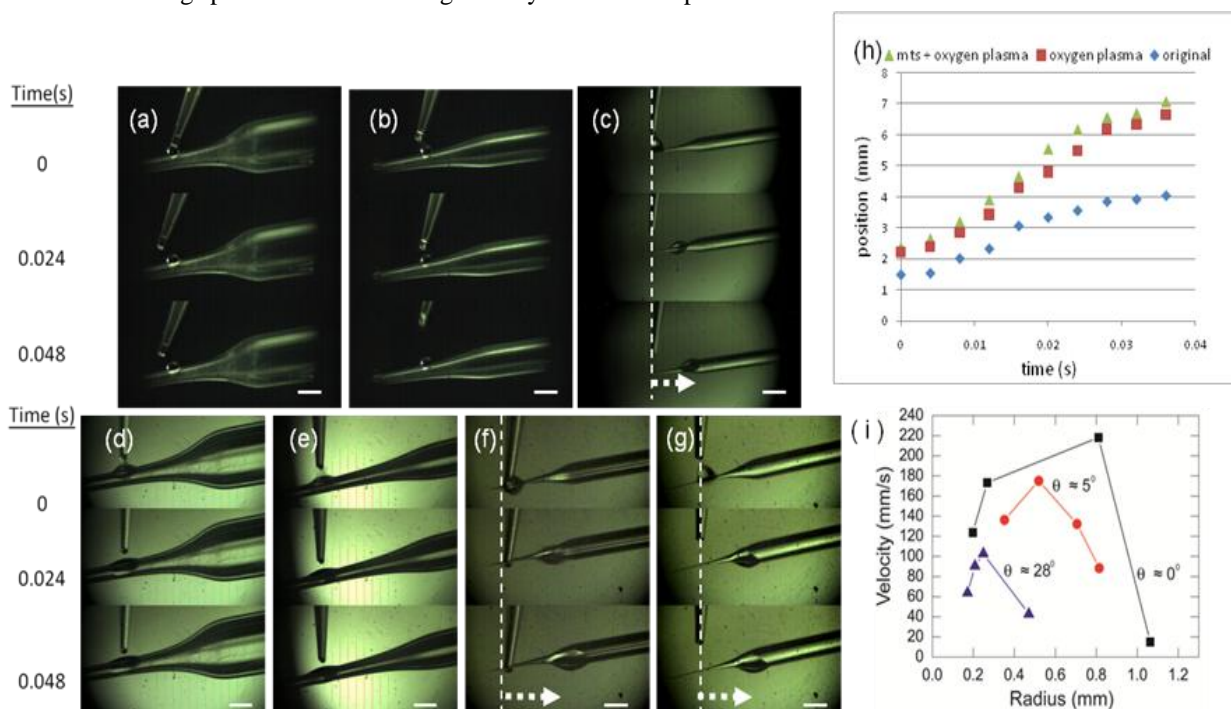 Time(s)
0
0.024
0.048
(a)
(b)
(c)
Time (s)
0
0.024
0.048
(d)
(e)
(f)
(g)
(h)
mts + oxygen plasma oxygen plasma original
position (mm)
8
7
6
5
4
3
2
1
0
0 0.01 0.02 0.03 0.04
time (s)
(i)
Velocity (mm/s)
240
220
200
180
160
140
120
100
80
60
40
20
0
θ ≈ 5⁰
θ ≈ 28⁰
θ ≈ 0⁰
0.0 0.2 0.4 0.6 0.8 1.0 1.2
Radius (mm)